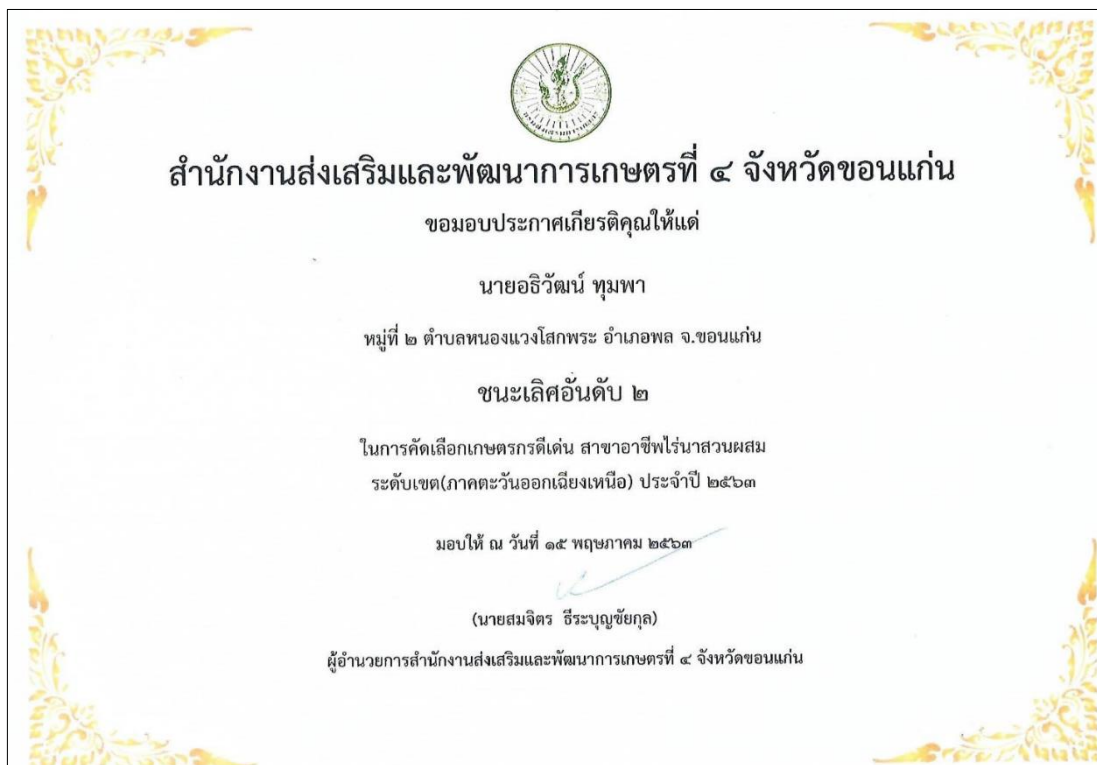 สำนักงานส่งเสริมและพัฒนาการเกษตรที่ ๔ จังหวัดขอนแก่น
ขอมอบประกาศเกียรติคุณให้แด่
นายอธิวัฒน์ ทุมพา
หมู่ที่ ๒ ตำบลหนองแวงโสกพระ อำเภอพล จ.ขอนแก่น
ชนะเลิศอันดับ ๒
ในการคัดเลือกเกษตรกรดีเด่น สาขาอาชีพไร่นาสวนผสม
ระดับเขต(ภาคตะวันออกเฉียงเหนือ) ประจำปี ๒๕๖๓
มอบให้ ณ วันที่ ๑๕ พฤษภาคม ๒๕๖๓
(นายสมจิตร ธีระบุญชัยกุล)
ผู้อำนวยการสำนักงานส่งเสริมและพัฒนาการเกษตรที่ ๔ จังหวัดขอนแก่น